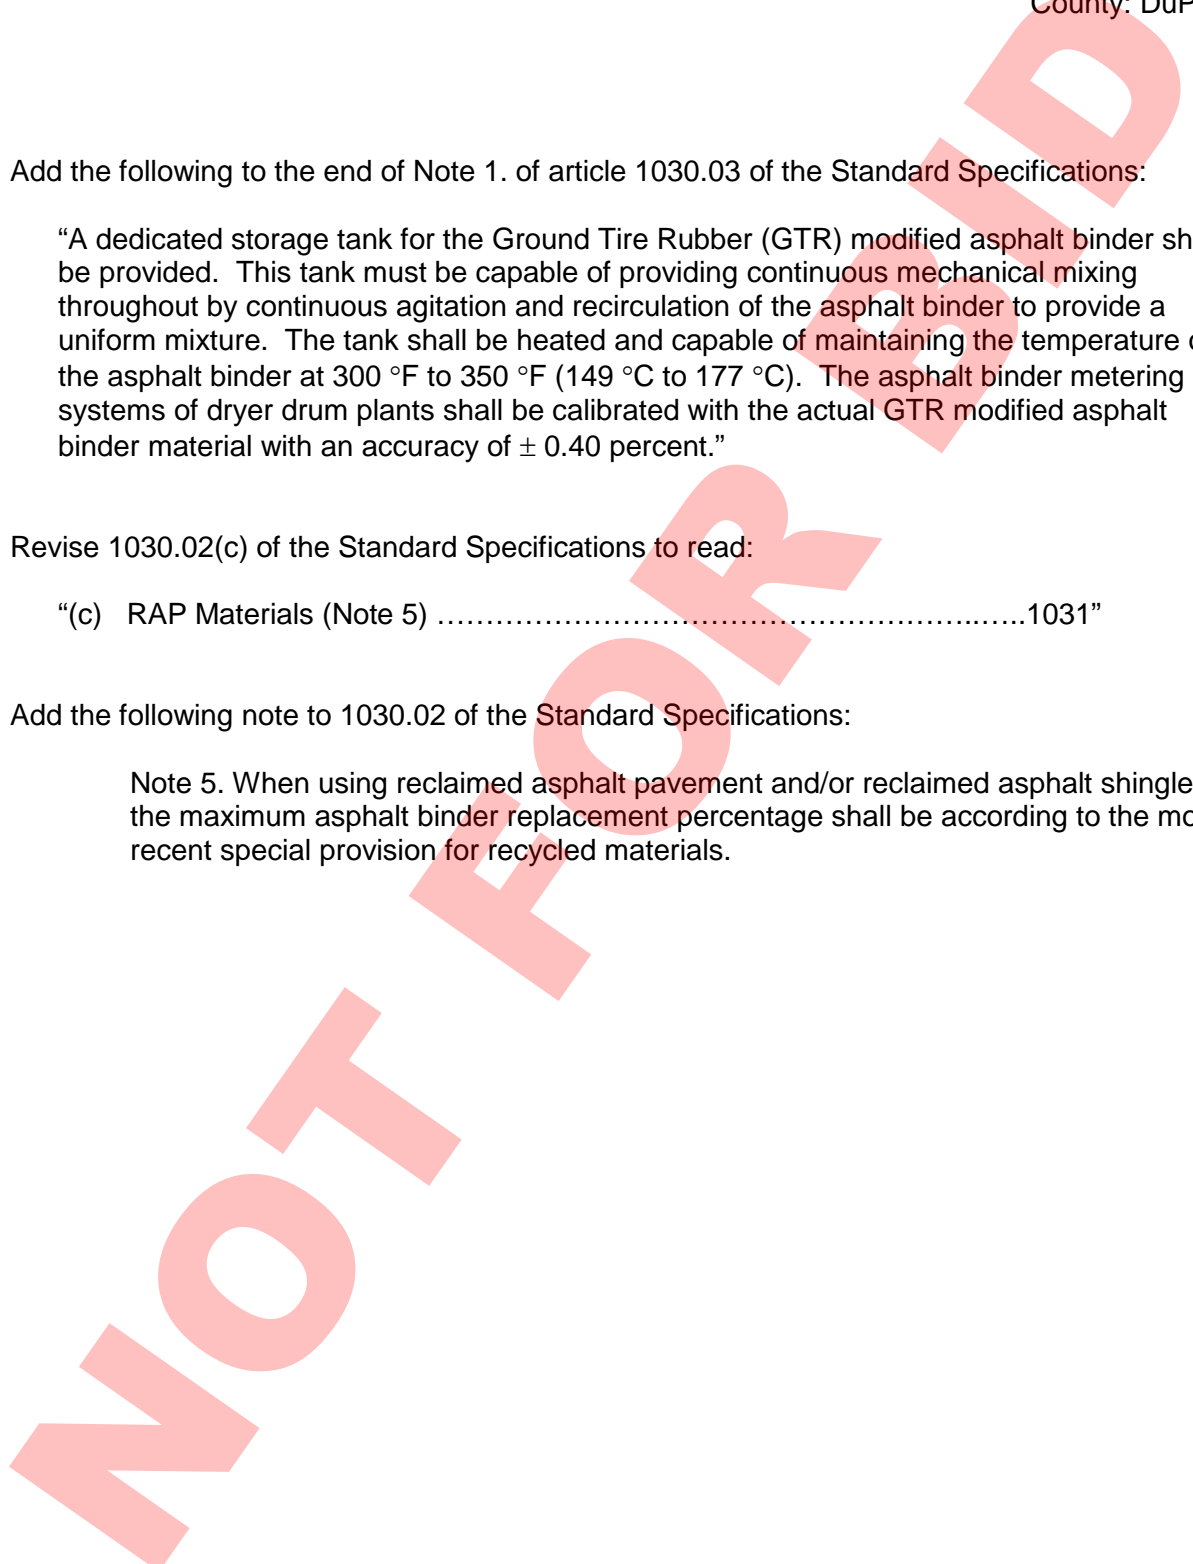 County: DuP
Add the following to the end of Note 1. of article 1030.03 of the Standard Specifications:
“A dedicated storage tank for the Ground Tire Rubber (GTR) modified asphalt binder sh
be provided.  This tank must be capable of providing continuous mechanical mixing
throughout by continuous agitation and recirculation of the asphalt binder to provide a
uniform mixture.  The tank shall be heated and capable of maintaining the temperature o
the asphalt binder at 300 °F to 350 °F (149 °C to 177 °C).  The asphalt binder metering
systems of dryer drum plants shall be calibrated with the actual GTR modified asphalt
binder material with an accuracy of ± 0.40 percent.”
Revise 1030.02(c) of the Standard Specifications to read:
“(c)   RAP Materials (Note 5) ………………………………………………..…..1031”
Add the following note to 1030.02 of the Standard Specifications:
Note 5. When using reclaimed asphalt pavement and/or reclaimed asphalt shingle
the maximum asphalt binder replacement percentage shall be according to the mo
recent special provision for recycled materials.
NOT FOR BID